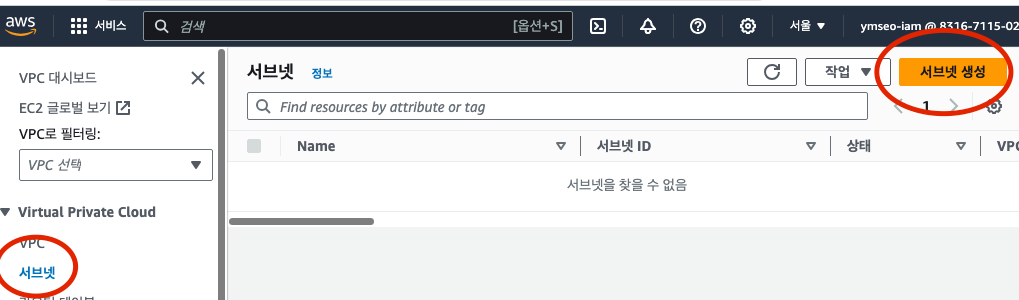 aws 서비스 검색 [옵션+S] 서울 ymseo-iam @ 8316-7115-02
VPC 대시보드
EC2 글로벌 보기
VPC로 필터링:
VPC 선택
Virtual Private Cloud
VPC
서브넷
서브넷 정보 작업 서브넷 생성
Find resources by attribute or tag 1
Name 서브넷 ID 상태 VPC
서브넷을 찾을 수 없음